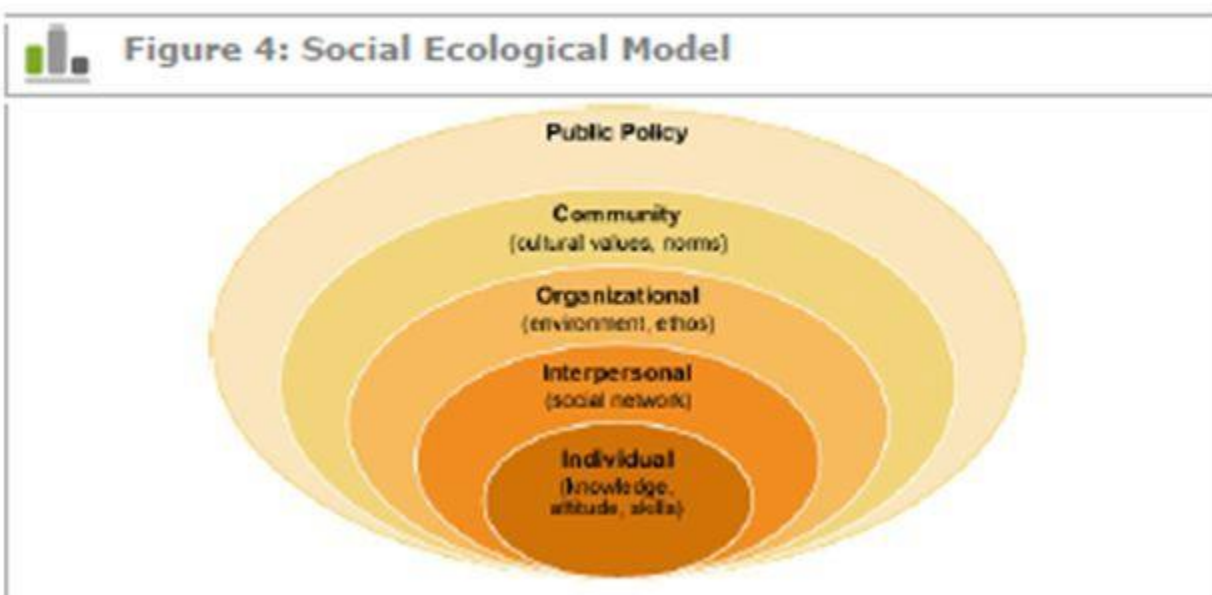 Figure 4: Social Ecological Model
Public Policy
Community
(cultural values, norms)
Organizational
(environment, ethos)
Interpersonal
(social network)
Individual
(knowledge,
attitude, skills)